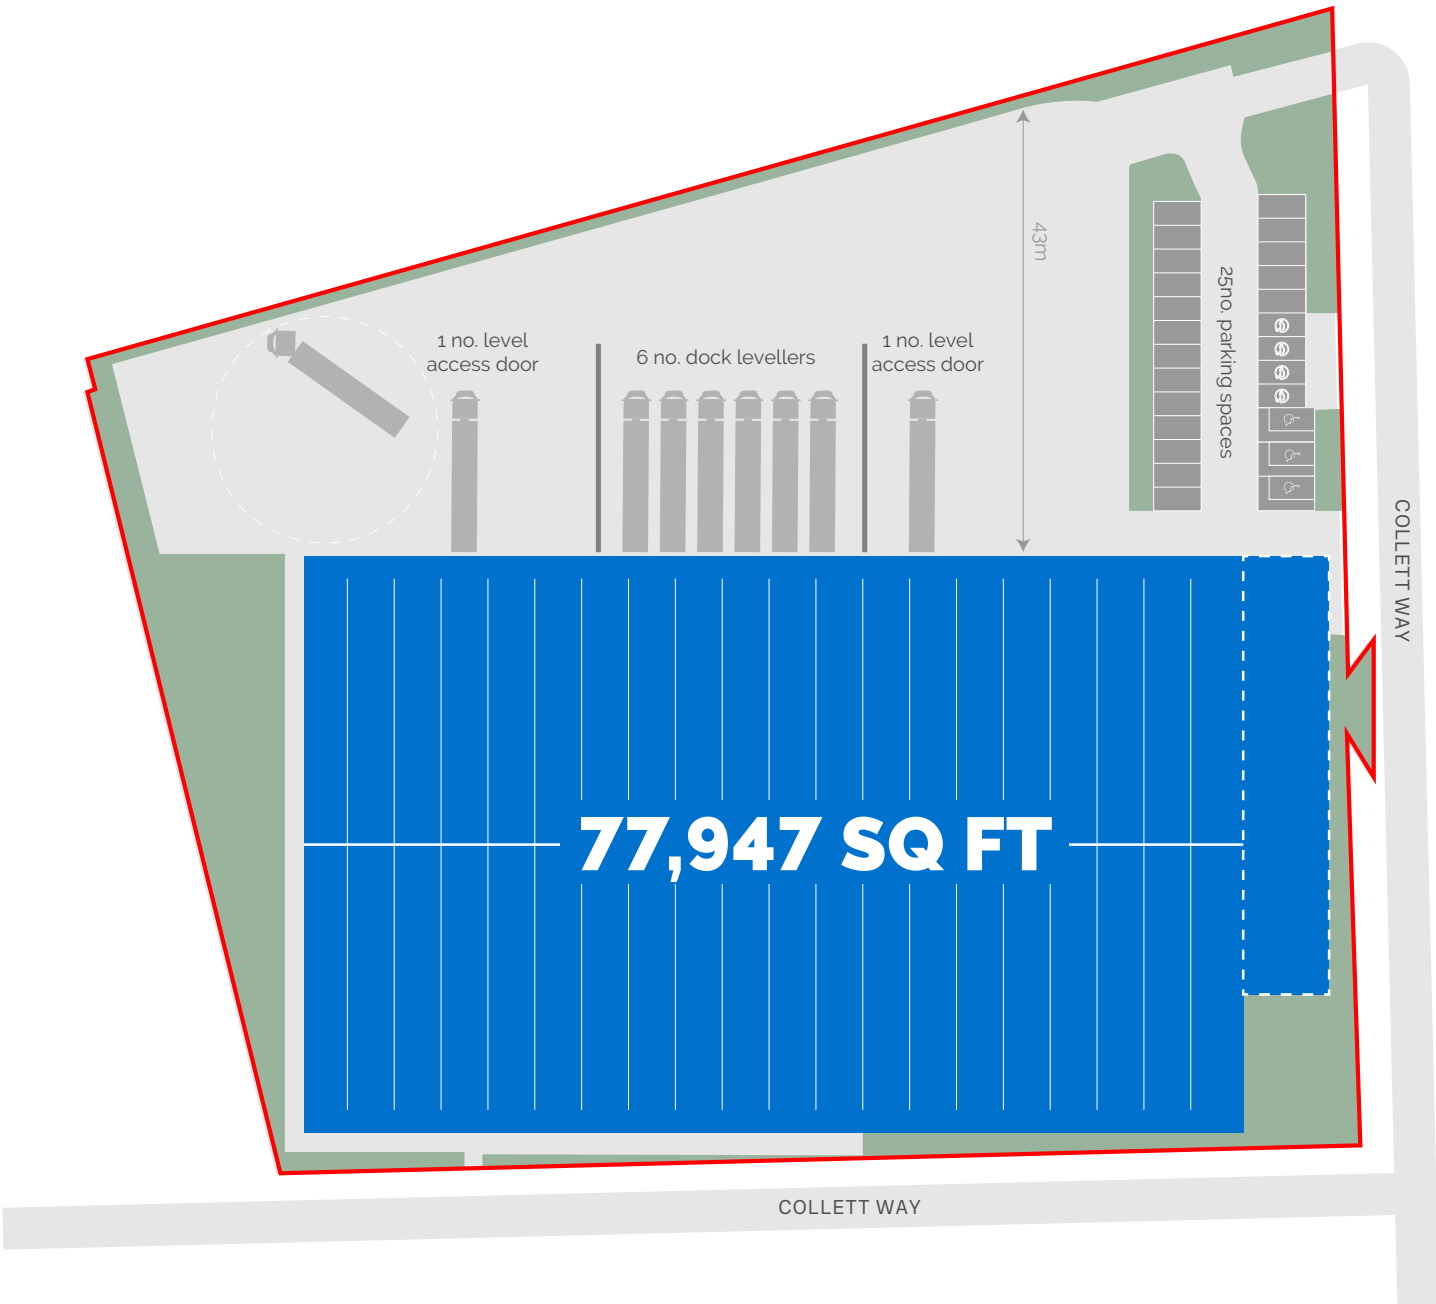 43m
25no. parking spaces
1 no. level
access door
6 no. dock levellers
1 no. level
access door
COLLETT WAY
77,947 SQ FT
COLLETT WAY